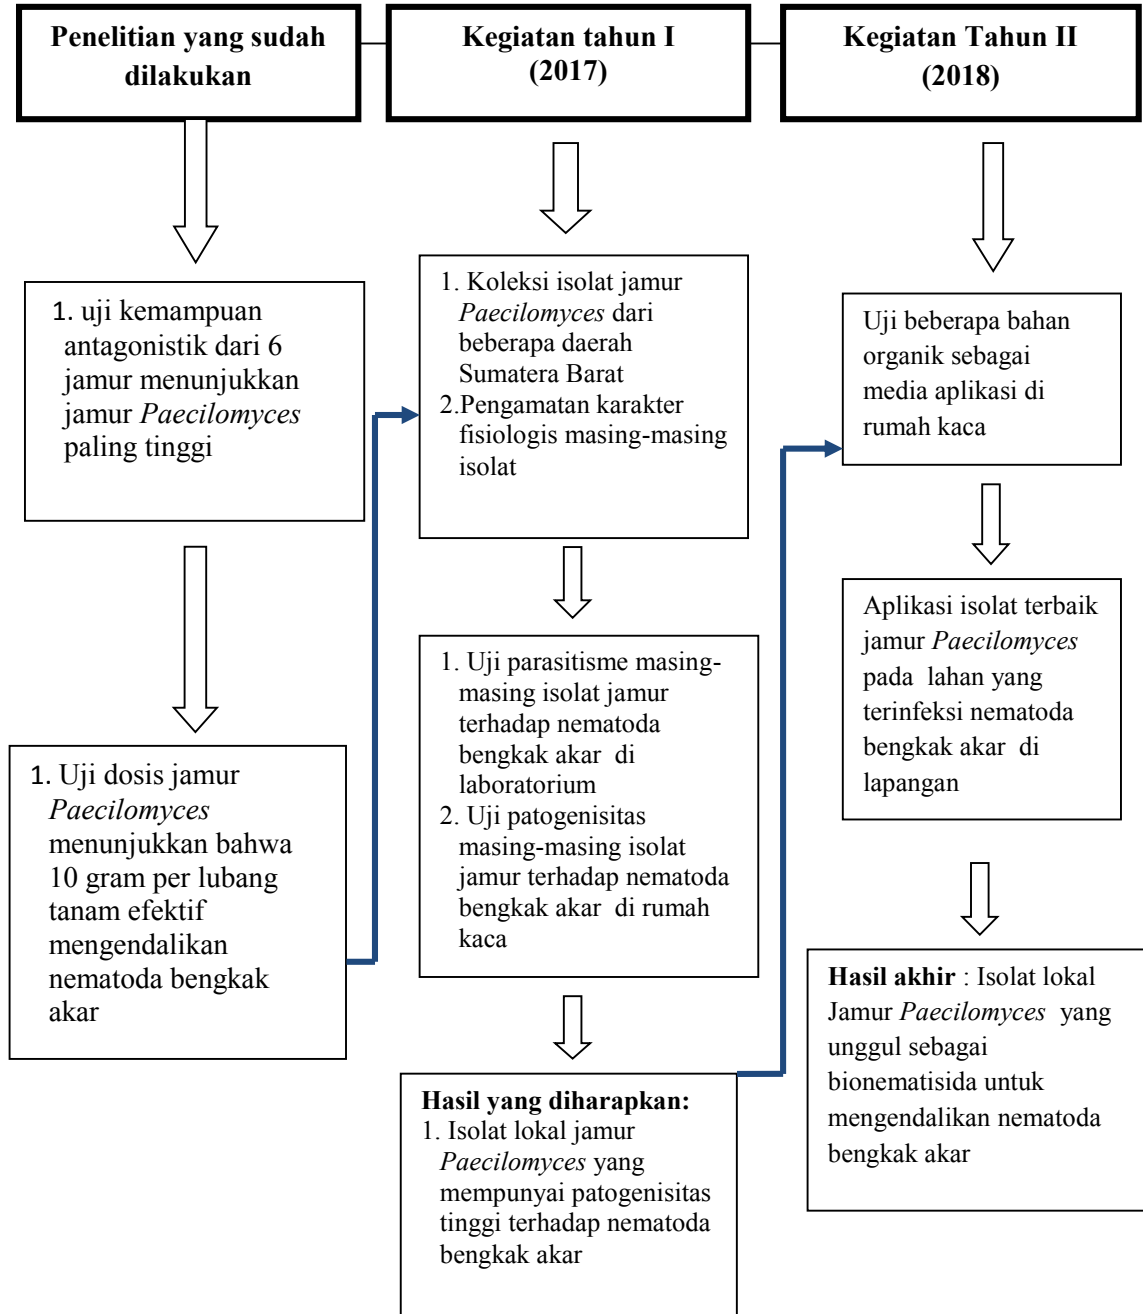 Penelitian yang sudah
dilakukan
Kegiatan tahun I
(2017)
Kegiatan Tahun II
(2018)
1. uji kemampuan
antagonistik dari 6
jamur menunjukkan
jamur Paecilomyces
paling tinggi
1. Uji dosis jamur
Paecilomyces
menunjukkan bahwa
10 gram per lubang
tanam efektif
mengendalikan
nematoda bengkak
akar
1. Koleksi isolat jamur
Paecilomyces dari
beberapa daerah
Sumatera Barat
2.Pengamatan karakter
fisiologis masing-masing
isolat
1. Uji parasitisme masing-
masing isolat jamur
terhadap nematoda
bengkak akar di
laboratorium
2. Uji patogenisitas
masing-masing isolat
jamur terhadap nematoda
bengkak akar di rumah
kaca
Hasil yang diharapkan:
1. Isolat lokal jamur
Paecilomyces yang
mempunyai patogenisitas
tinggi terhadap nematoda
bengkak akar
Uji beberapa bahan
organik sebagai
media aplikasi di
rumah kaca
Aplikasi isolat terbaik
jamur Paecilomyces
pada lahan yang
terinfeksi nematoda
bengkak akar di
lapangan
Hasil akhir : Isolat lokal
Jamur Paecilomyces yang
unggul sebagai
bionematisida untuk
mengendalikan nematoda
bengkak akar